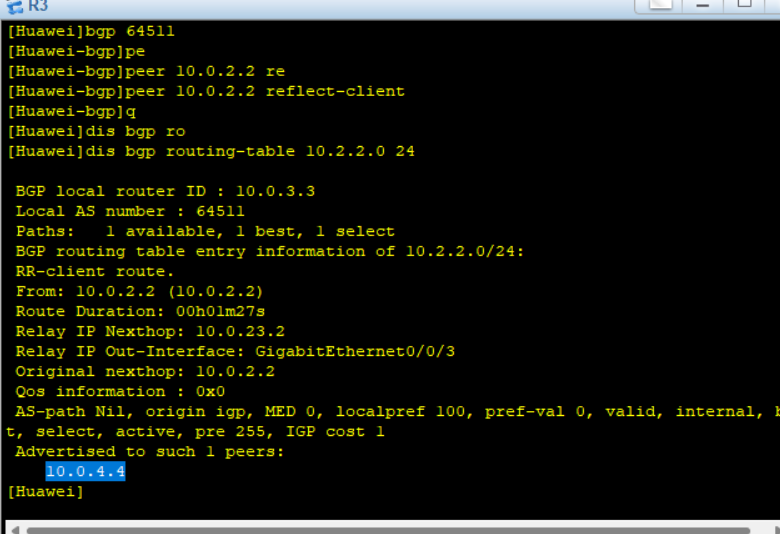 R3
[Huawei]bgp 64511
[Huawei-bgp]pe
[Huawei-bgp]peer 10.0.2.2 re
[Huawei-bgp]peer 10.0.2.2 reflect-client
[Huawei-bgp]q
[Huawei]dis bgp ro
[Huawei]dis bgp routing-table 10.2.2.0 24
BGP local router ID : 10.0.3.3
Local AS number : 64511
Paths:   1 available, 1 best, 1 select
BGP routing table entry information of 10.2.2.0/24:
RR-client route.
From: 10.0.2.2 (10.0.2.2)
Route Duration: 00h01m27s
Relay IP Nexthop: 10.0.23.2
Relay IP Out-Interface: GigabitEthernet0/0/3
Original nexthop: 10.0.2.2
Qos information : 0x0
AS-path Nil, origin igp, MED 0, localpref 100, pref-val 0, valid, internal,
t, select, active, pre 255, IGP cost 1
Advertised to such 1 peers:
10.0.4.4
[Huawei]